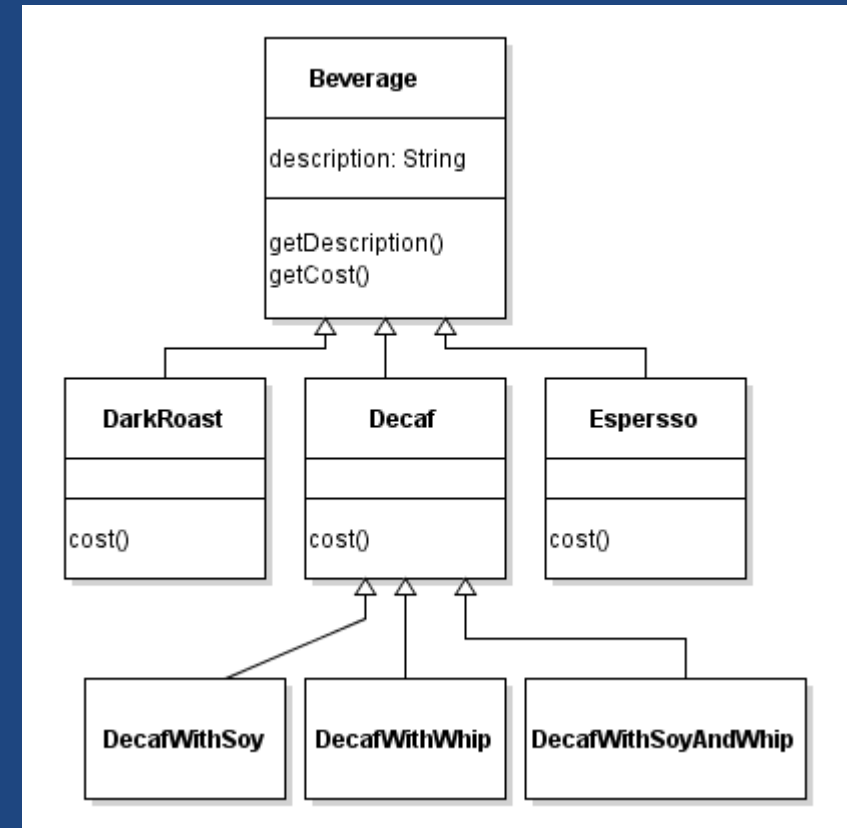 Beverage
description: String
getDescription()
getCost()
DarkRoast
Decaf
Espersso
cost()
cost()
cost()
DecafWithSoy
DecafWithWhip
DecafWithSoyAndWhip